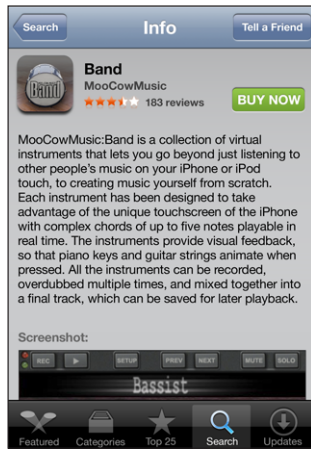 Search
Info
Tell a Friend
Band
Band
MooCowMusic
183 reviews
BUY NOW
MooCowMusic:Band is a collection of virtual
instruments that lets you go beyond just listening to
other people's music on your iPhone or iPod
touch, to creating music yourself from scratch.
Each instrument has been designed to take
advantage of the unique touchscreen of the iPhone
with complex chords of up to five notes playable in
real time. The instruments provide visual feedback,
so that piano keys and guitar strings animate when
pressed. All the instruments can be recorded,
overdubbed multiple times, and mixed together into
a final track, which can be saved for later playback.
Screenshot:
REC
SETUP
PREV
NEXT
MUTE
SOLO
Bassist
Featured
Categories
Top 25
Search
Updates